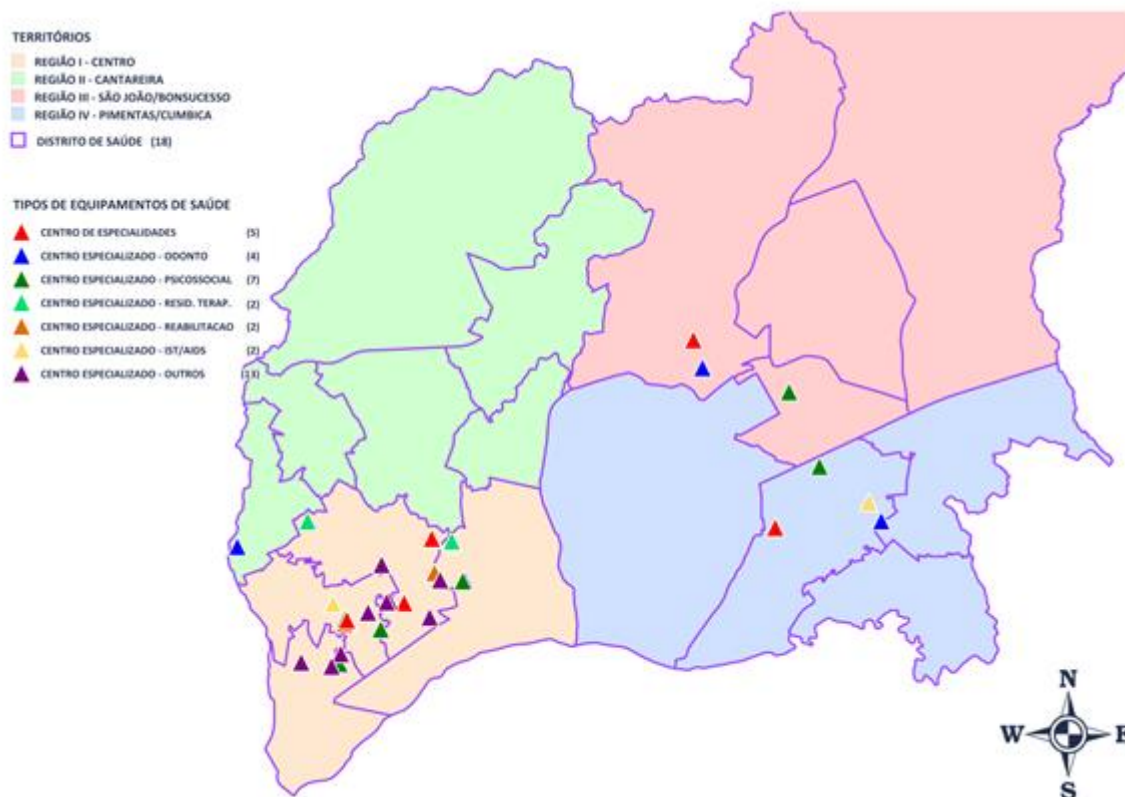 TERRITÓRIOS
REGIÃO I - CENTRO
REGIÃO II - CANTAREIRA
REGIÃO III - SÃO JOÃO/BONSUCESSO
REGIÃO IV - PIMENTAS/CUMBICA
DISTRITO DE SAÚDE (18)
TIPOS DE EQUIPAMENTOS DE SAÚDE
CENTRO DE ESPECIALIDADES (5)
CENTRO ESPECIALIZADO - ODONTO (4)
CENTRO ESPECIALIZADO - PSICOSSOCIAL (7)
CENTRO ESPECIALIZADO - RESID. TERAP. (2)
CENTRO ESPECIALIZADO - REABILITACAO (2)
CENTRO ESPECIALIZADO - IST/AIDS (2)
CENTRO ESPECIALIZADO - OUTROS (13)
N
W E
S